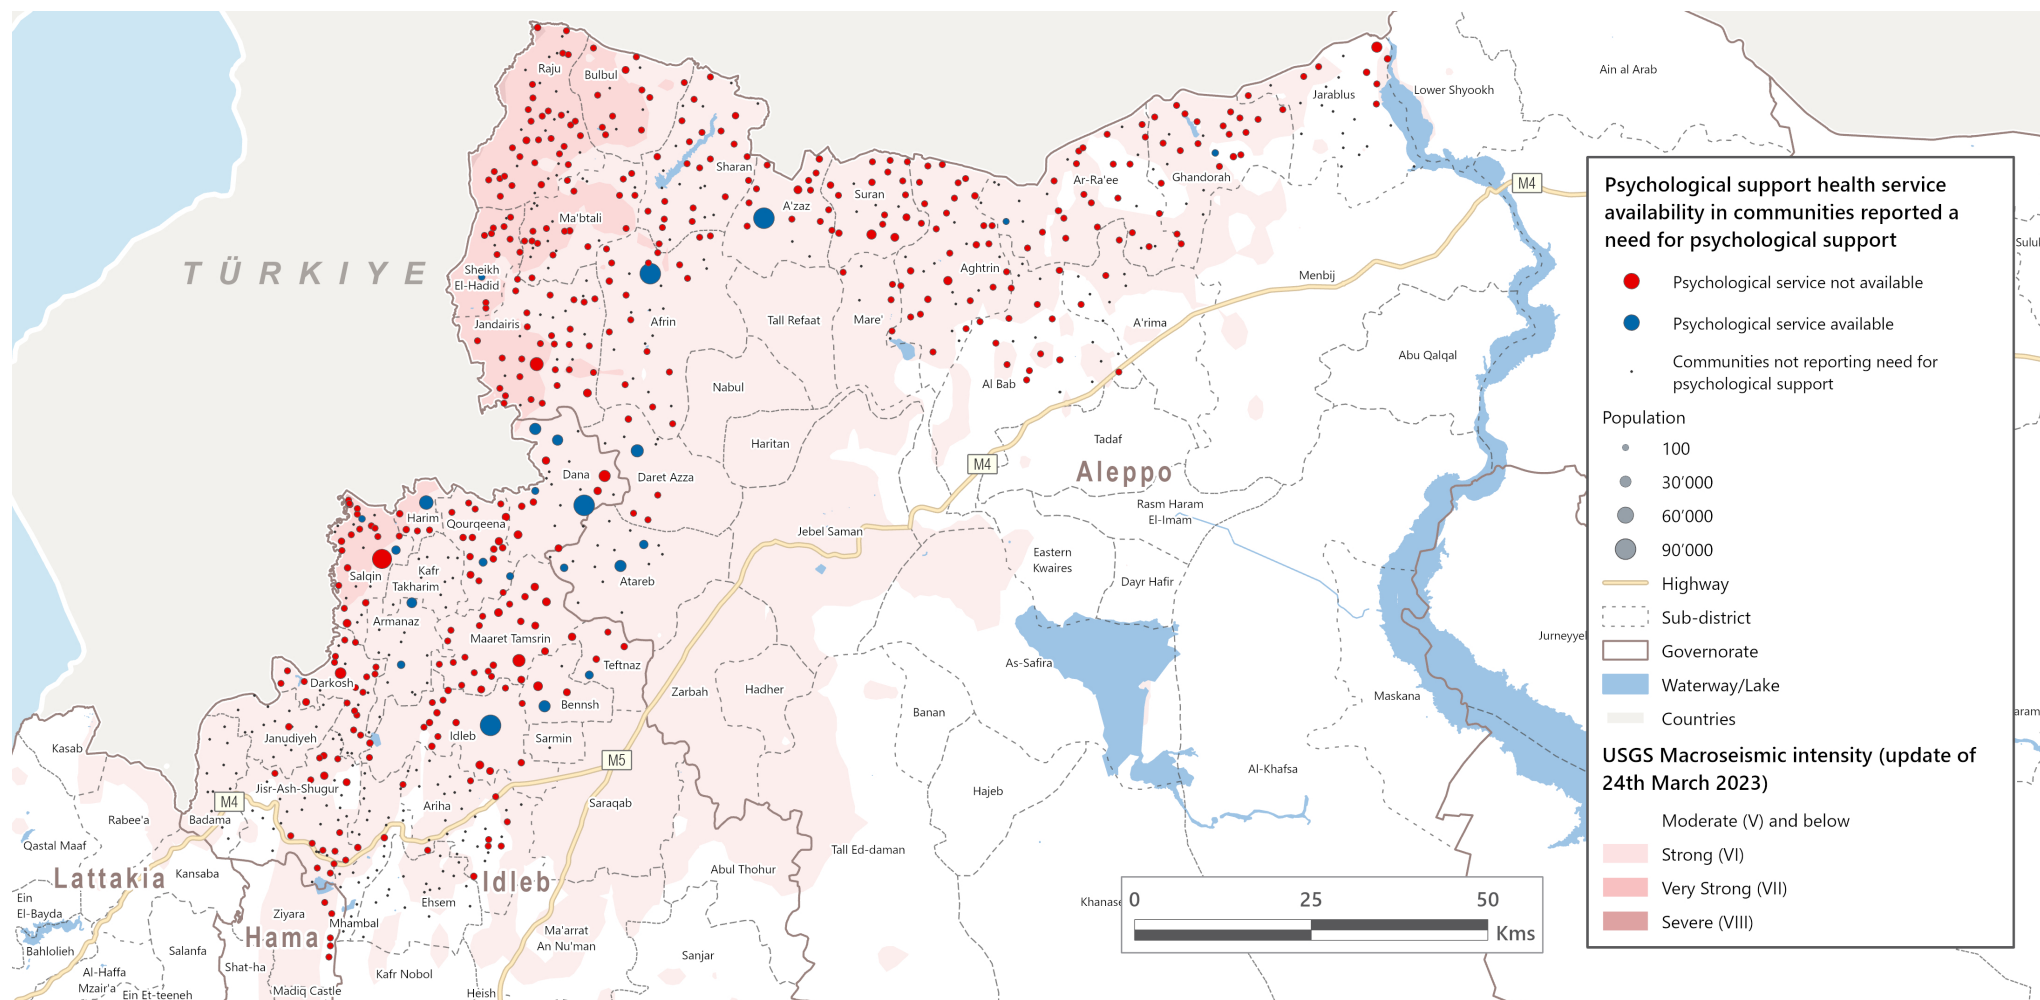 Raju
Bulbul
Jarablus
Lower Shyookh
Ain al Arab
Sharan
Ar-Ra'ee
Ghandorah
M4
Suran
A'zaz
Ma'btali
TÜRKIYE
Sheikh
El-Hadid
Aghtrin
Menbij
Jandairis
Afrin
Tall Refaat
Mare'
A'rima
Abu Qalqal
Nabul
Al Bab
Haritan
Tadaf
M4
Aleppo
Dana
Daret Azza
Rasm Haram
El-Imam
Harim
Qourqeena
Jebel Saman
Eastern
Kwaires
Salqin
Kafr
Takharim
Atareb
Dayr Hafir
Armanaz
Maaret Tamsrin
Jurneyyel
Teftnaz
As-Safira
Darkosh
Zarbah
Hadher
Maskana
Bennsh
Banan
Kasab
Janudiyeh
Idleb
Sarmin
M5
Al-Khafsa
Jisr-Ash-Shugur
Hajeb
M4
Ariha
Saraqab
Rabee'a
Badama
Qastal Maaf
Tall Ed-daman
Lattakia
Kansaba
Idleb
Abul Thohur
Ein
El-Bayda
Ehsem
Khanase
Ziyara
Mhambal
Ma'arrat
An Nu'man
Hama
Bahlolieh
Salanfa
Sanjar
Al-Haffa
Shat-ha
Kafr Nobol
Mzair'a
Ein Et-teeneh
Madiq Castle
Heish
Sulul
aram
0 25 50
Kms
Psychological support health service
availability in communities reported a
need for psychological support
Psychological service not available
Psychological service available
Communities not reporting need for
psychological support
Population
100
30'000
60'000
90'000
Highway
Sub-district
Governorate
Waterway/Lake
Countries
USGS Macroseismic intensity (update of
24th March 2023)
Moderate (V) and below
Strong (VI)
Very Strong (VII)
Severe (VIII)